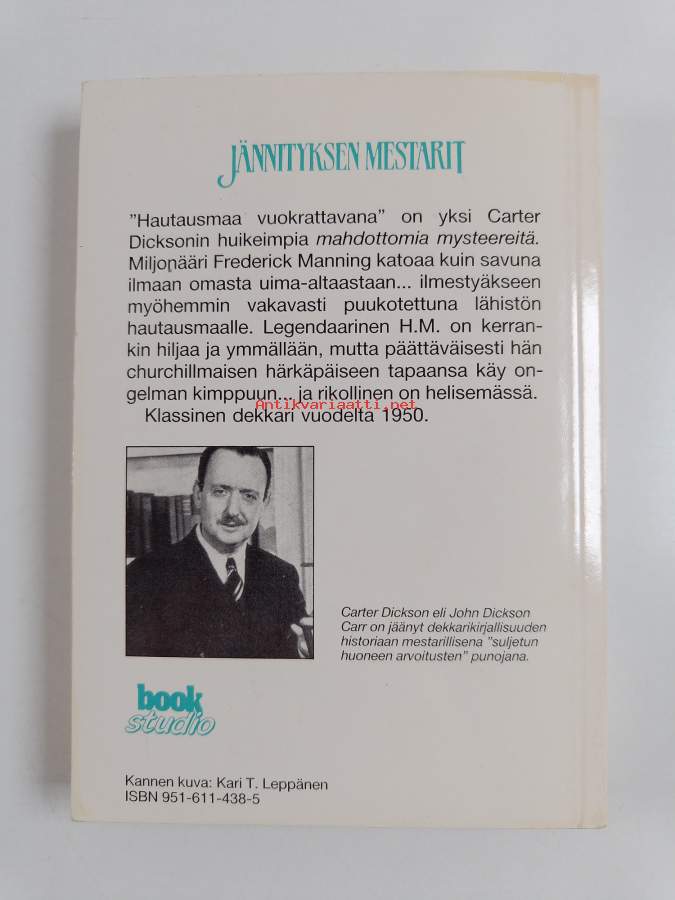 JÄNNITYKSEN MESTARIT
”Hautausmaa vuokrattavana” on yksi Carter
Dicksonin huikeimpia mahdottomia mysteereitä.
Miljonääri Frederick Manning katoaa kuin savuna
ilmaan omasta uima-altaastaan... ilmestyäkseen
myöhemmin vakavasti puukotettuna lähistön
hautausmaalle. Legendaarinen H.M. on kerran-
kin hiljaa ja ymmällään, mutta päättäväisesti hän
churchillmaisen härkäpäiseen tapaansa käy on-
gelman kimppuun... ja rikollinen on helisemässä.
Antikvariaatti.net
Klassinen dekkari vuodelta 1950.
Carter Dickson eli John Dickson
Carr on jäänyt dekkarikirjallisuuden
historiaan mestarillisena ”suljetun
huoneen arvoitusten” punojana.
book
studio
Kannen kuva: Kari T. Leppänen
ISBN 951-611-438-5